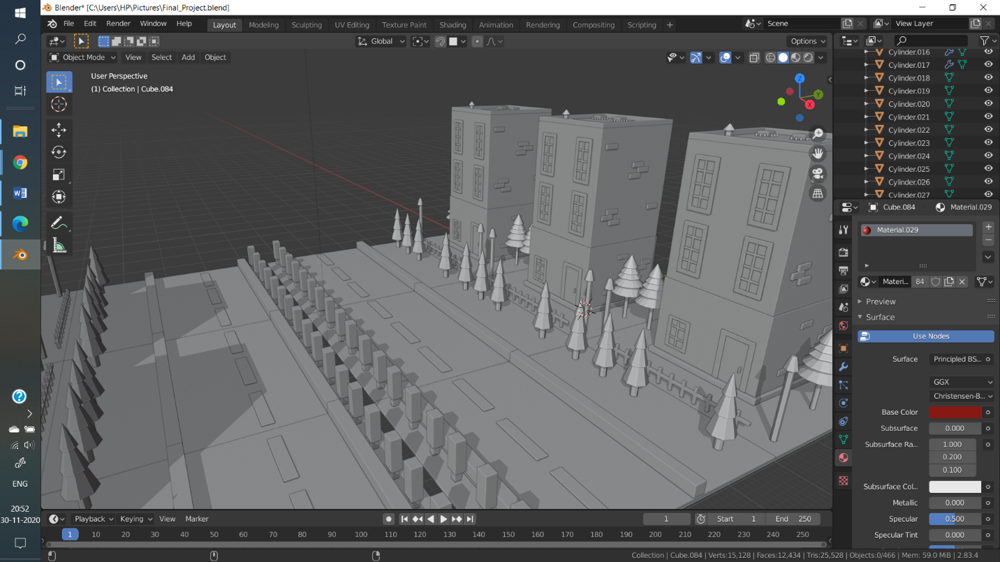 Blender* [C:\Users\HP\Pictures\Final_Project.blend]
File Edit Render Window Help Layout Modeling Sculpting UV Editing Texture Paint Shading Animation Rendering Compositing Scripting + Scene View Layer
Global Options
Object Mode View Select Add Object
User Perspective
(1) Collection | Cube.084
Z
Y
X
Cylinder.016
Cylinder.017
Cylinder.018
Cylinder.019
Cylinder.020
Cylinder.021
Cylinder.022
Cylinder.023
Cylinder.024
Cylinder.025
Cylinder.026
Cylinder.027
Cube.084 Material.029
Material.029
Materi... 84
Preview
Surface
Use Nodes
Surface Principled BS...
GGX
Christensen-B...
Base Color
Subsurface 0.000
Subsurface Ra... 1.000
0.200
0.100
Subsurface Col...
Metallic 0.000
Specular 0.500
Specular Tint 0.000
Playback Keying View Marker 1 Start 1 End 250
1 10 20 30 40 50 60 70 80 90 100 110 120 130 140 150 160 170 180 190 200 210 220 230 240 250
Collection | Cube.084 | Verts:15,128 | Faces:12,434 | Tris:25,528 | Objects:0/466 | Mem: 59.0 MiB | 2.83.4
ENG
20:52
30-11-2020